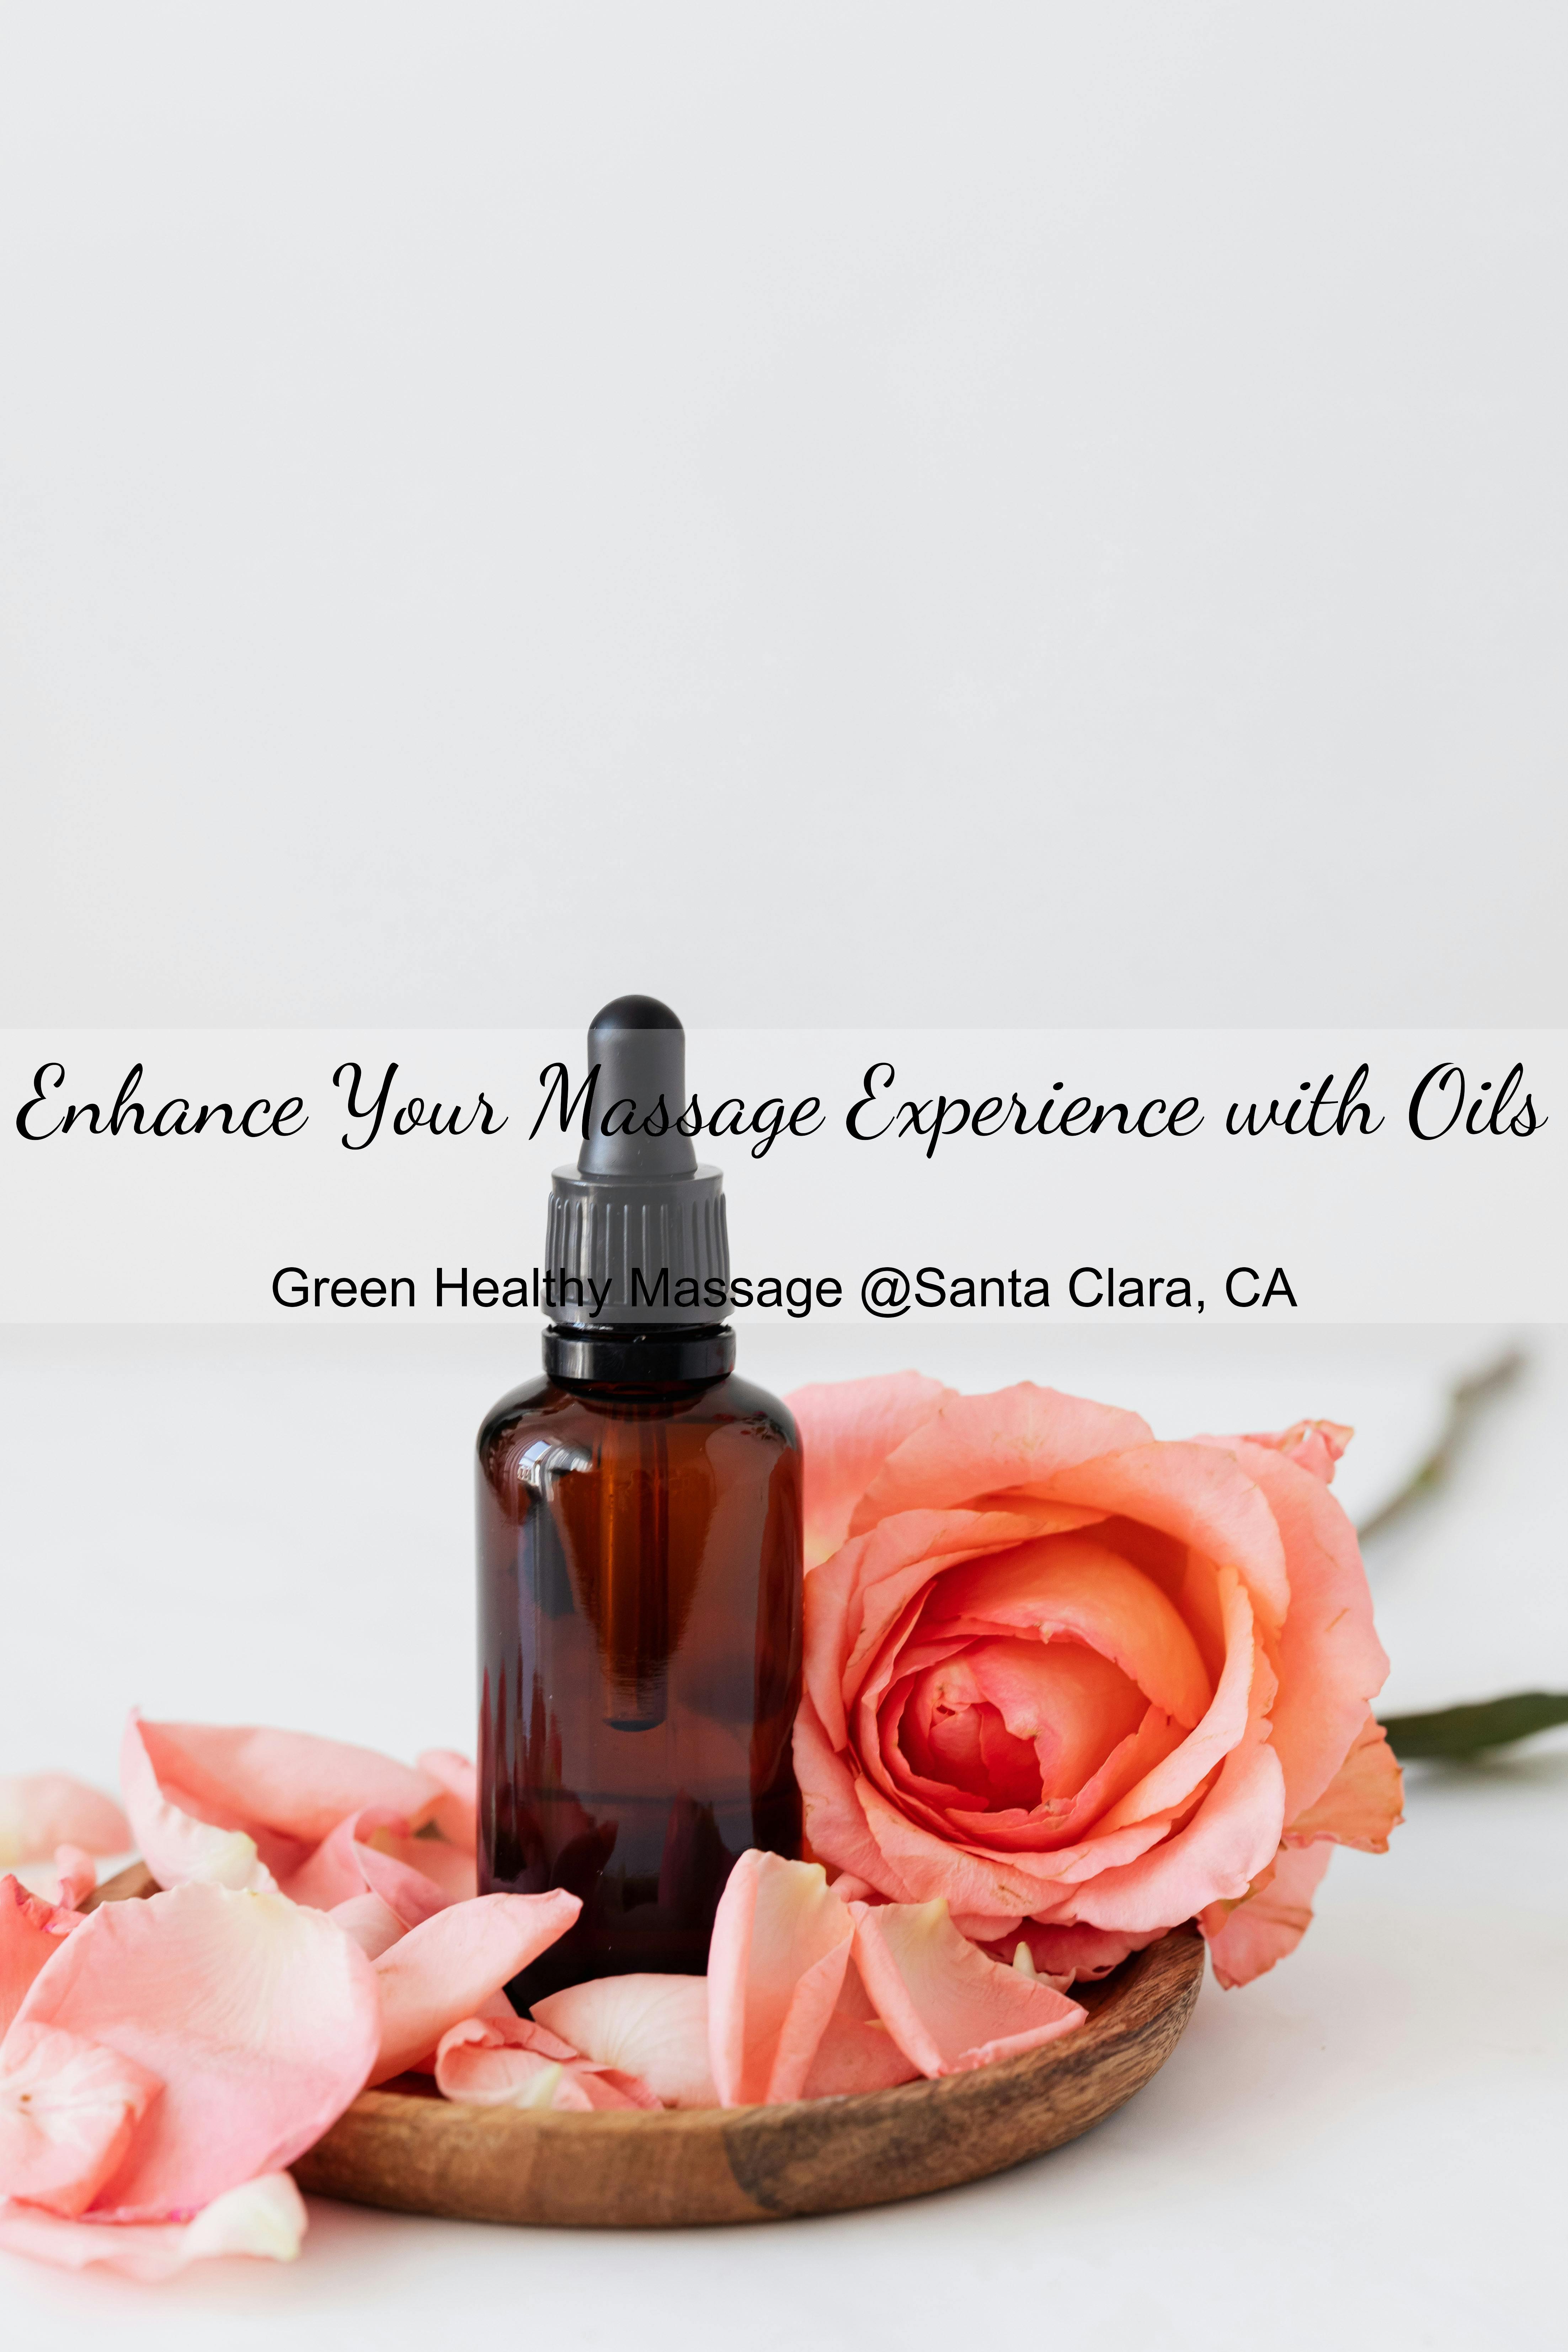 Enhance Your Massage Experience with Oils
Green Healthy Massage @Santa Clara, CA